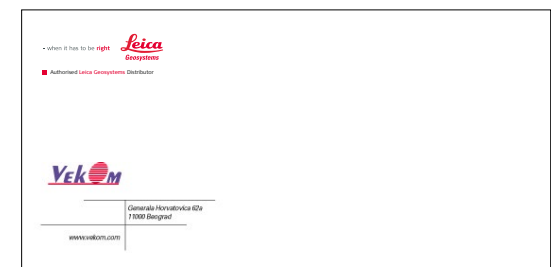 - when it has to be right
Leica
Geosystems
Authorised Leica Geosystems Distributor
VEKOM
Generala Horvatovica 62a
11000 Beograd
www.vekom.com